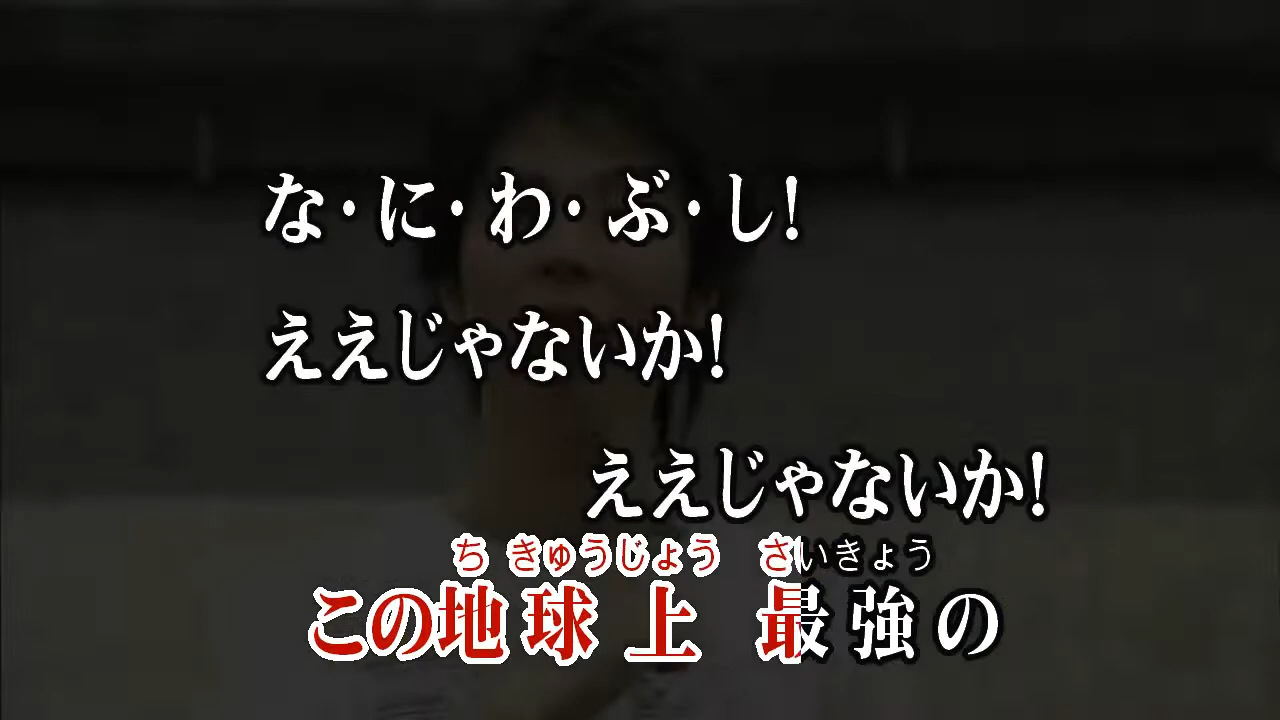 な・に・わ・ぶ・し!
ええじゃないか!
ええじゃないか!
ち きゅうじょう さいきょう
この地球上 最強の